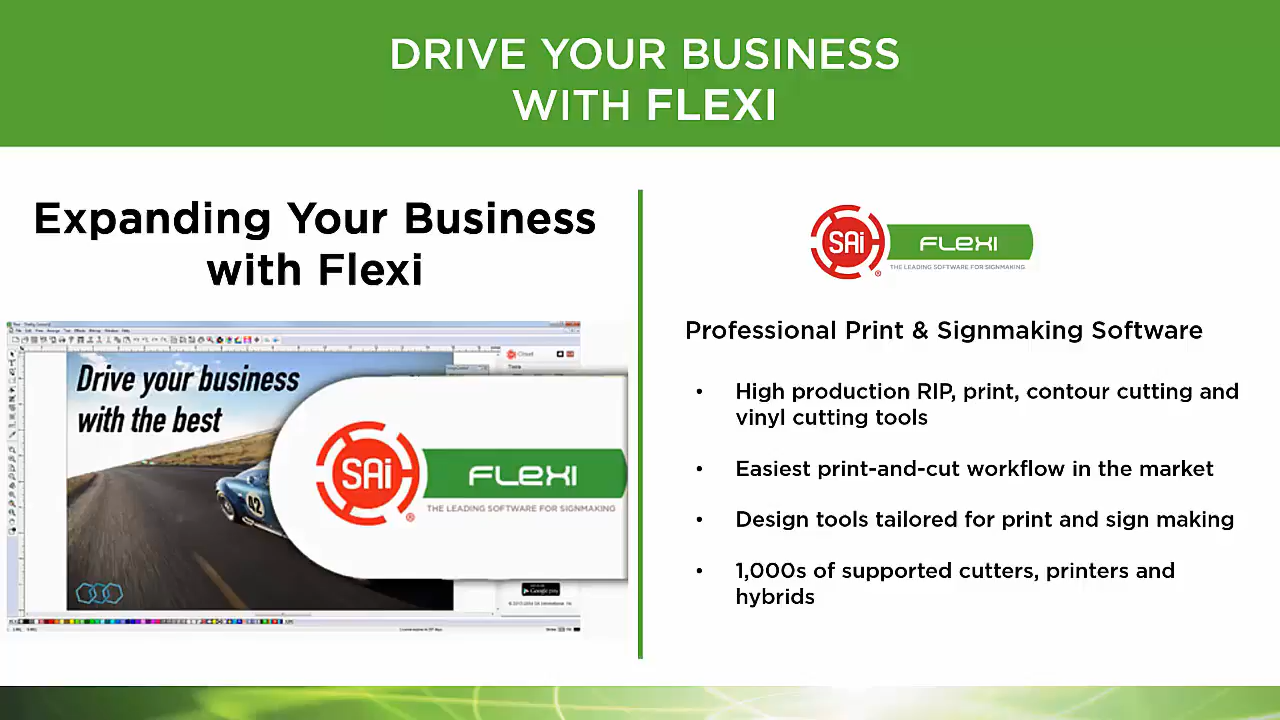 DRIVE YOUR BUSINESS
WITH FLEXI
Expanding Your Business
with Flexi
Drive your business
with the best
42
SAi
FLEXI
®
THE LEADING SOFTWARE FOR SIGNMAKING
Google play
SAi
FLEXI
®
THE LEADING SOFTWARE FOR SIGNMAKING
Professional Print & Signmaking Software
• High production RIP, print, contour cutting and
vinyl cutting tools
• Easiest print-and-cut workflow in the market
• Design tools tailored for print and sign making
• 1,000s of supported cutters, printers and
hybrids